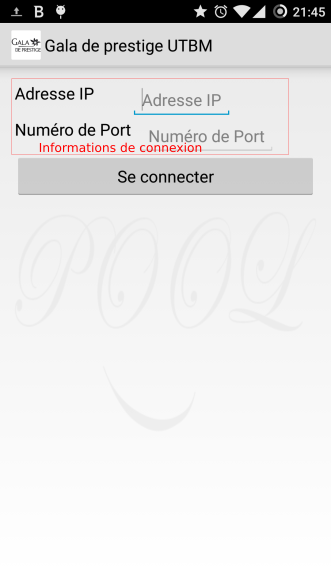 B
21:45
GALA
DE PRESTIGE
Gala de prestige UTBM
Adresse IP
Adresse IP
Numéro de Port
Numéro de Port
Informations de connexion
Se connecter
POOL